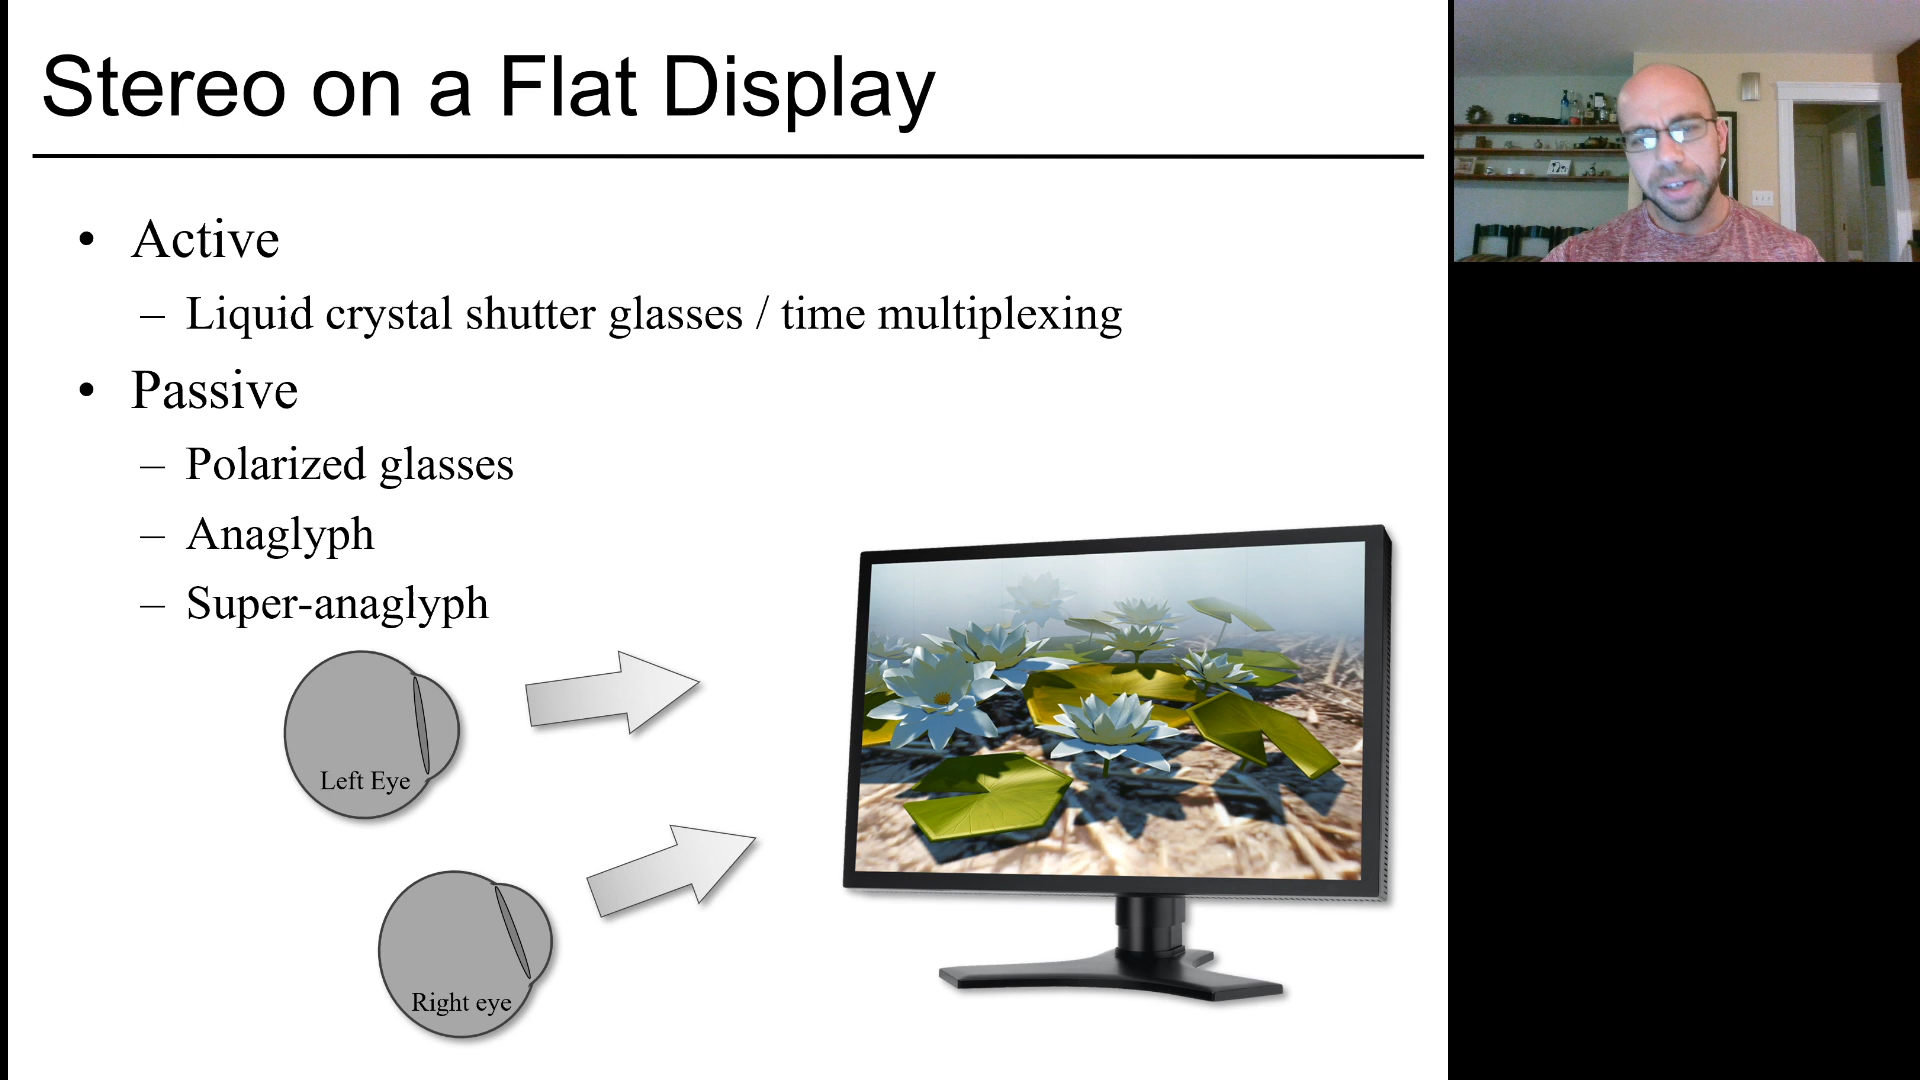 Stereo on a Flat Display
• Active
– Liquid crystal shutter glasses / time multiplexing
• Passive
– Polarized glasses
– Anaglyph
– Super-anaglyph
Left Eye
Right eye